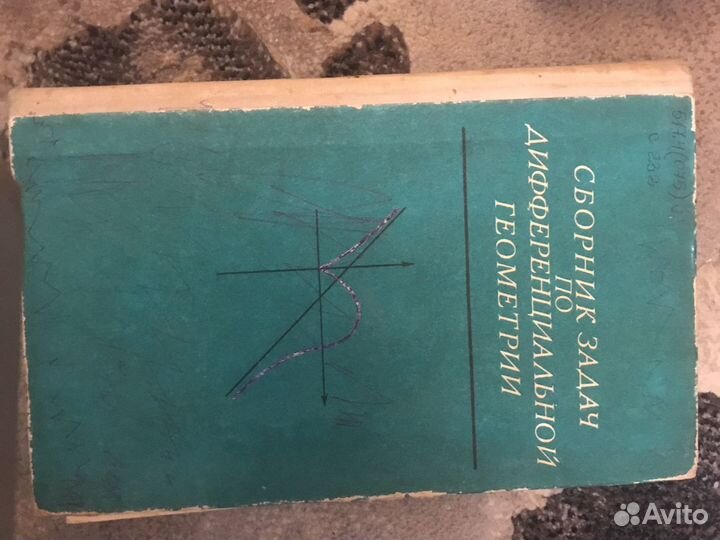 СБОРНИК ЗАДАЧ
ПО
ДИФФЕРЕНЦИАЛЬНОЙ
ГЕОМЕТРИИ
Avito